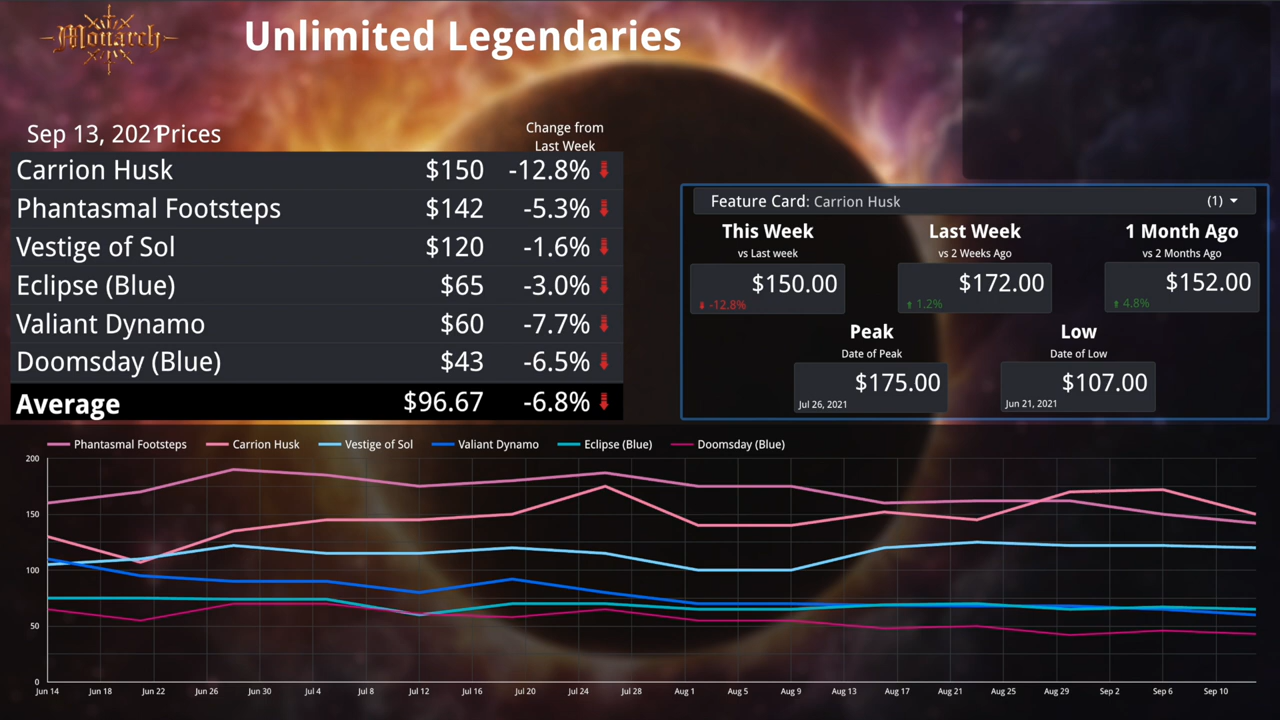 Monarch
Unlimited Legendaries
Sep 13, 2021 Prices
Change from
Last Week
Carrion Husk $150 -12.8%
Phantasmal Footsteps $142 -5.3%
Vestige of Sol $120 -1.6%
Eclipse (Blue) $65 -3.0%
Valiant Dynamo $60 -7.7%
Doomsday (Blue) $43 -6.5%
Average $96.67 -6.8%
Feature Card: Carrion Husk (1)
This Week Last Week 1 Month Ago
vs Last week vs 2 Weeks Ago vs 2 Months Ago
$150.00 $172.00 $152.00
-12.8% 1.2% 4.8%
Peak Low
Date of Peak Date of Low
$175.00 $107.00
Jul 26, 2021 Jun 21, 2021
Phantasmal Footsteps Carrion Husk Vestige of Sol Valiant Dynamo Eclipse (Blue) Doomsday (Blue)
200
150
100
50
0
Jun 14 Jun 18 Jun 22 Jun 26 Jun 30 Jul 4 Jul 8 Jul 12 Jul 16 Jul 20 Jul 24 Jul 28 Aug 1 Aug 5 Aug 9 Aug 13 Aug 17 Aug 21 Aug 25 Aug 29 Sep 2 Sep 6 Sep 10